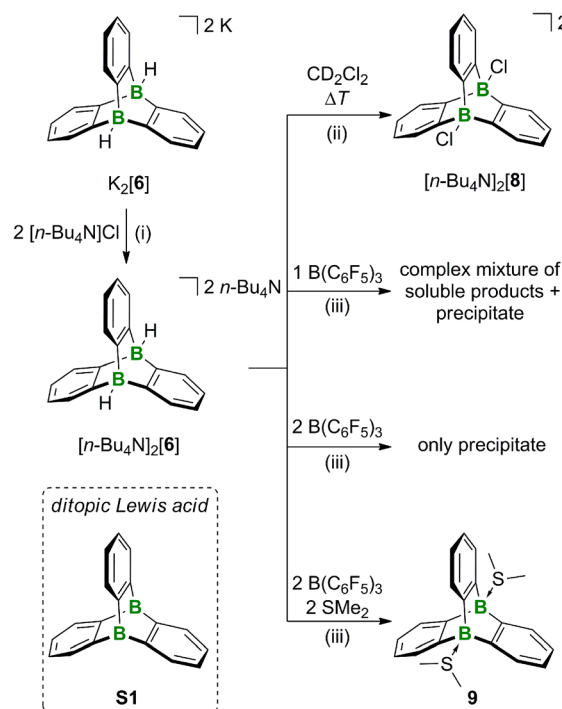 2 K
H
B
B
H
K2[6]
2 [n-Bu4N]Cl
(i)
2 n-Bu4N
H
B
B
H
[n-Bu4N]2[6]
ditopic Lewis acid
B
B
S1
CD2Cl2
ΔT
(ii)
2
Cl
B
B
Cl
[n-Bu4N]2[8]
1 B(C6F5)3
(iii)
complex mixture of
soluble products +
precipitate
2 B(C6F5)3
(iii)
only precipitate
2 B(C6F5)3
2 SMe2
(iii)
S
B
B
S
9